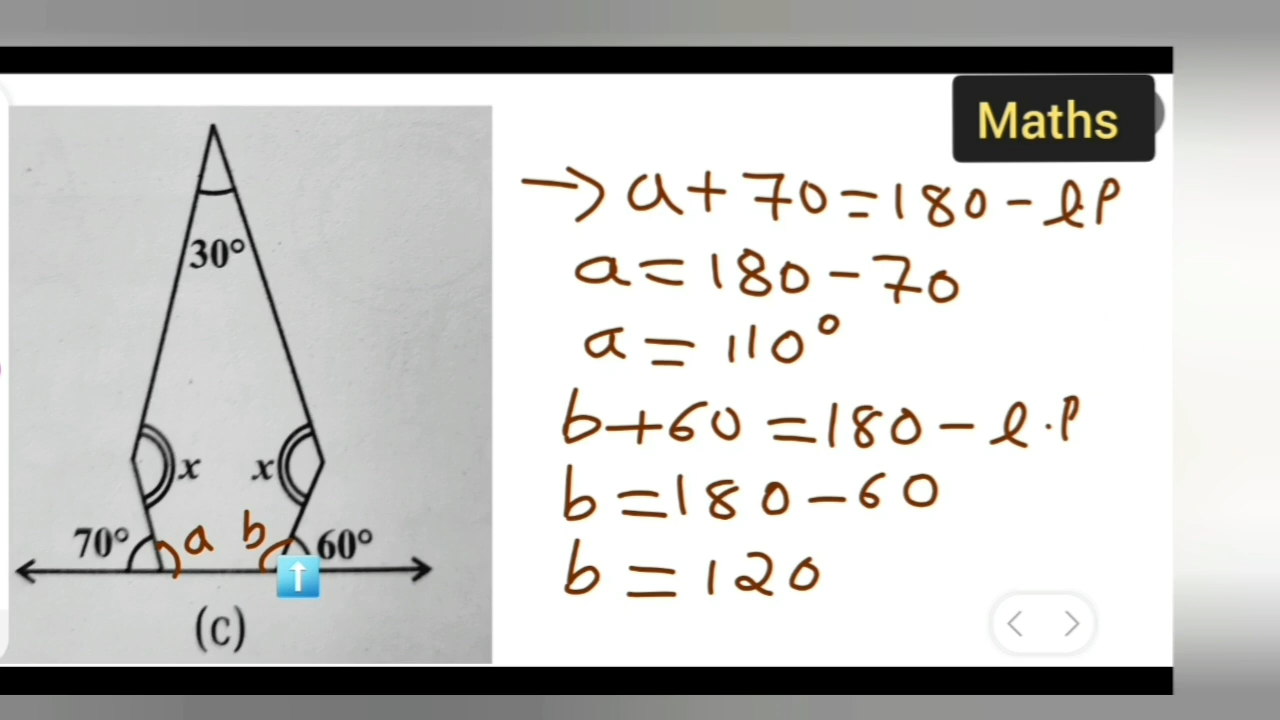 Maths
30°
x
x
70°
a
b
60°
(c)
→ a + 70 = 180 - l.p
a = 180 - 70
a = 110°
b + 60 = 180 - l.p
b = 180 - 60
b = 120